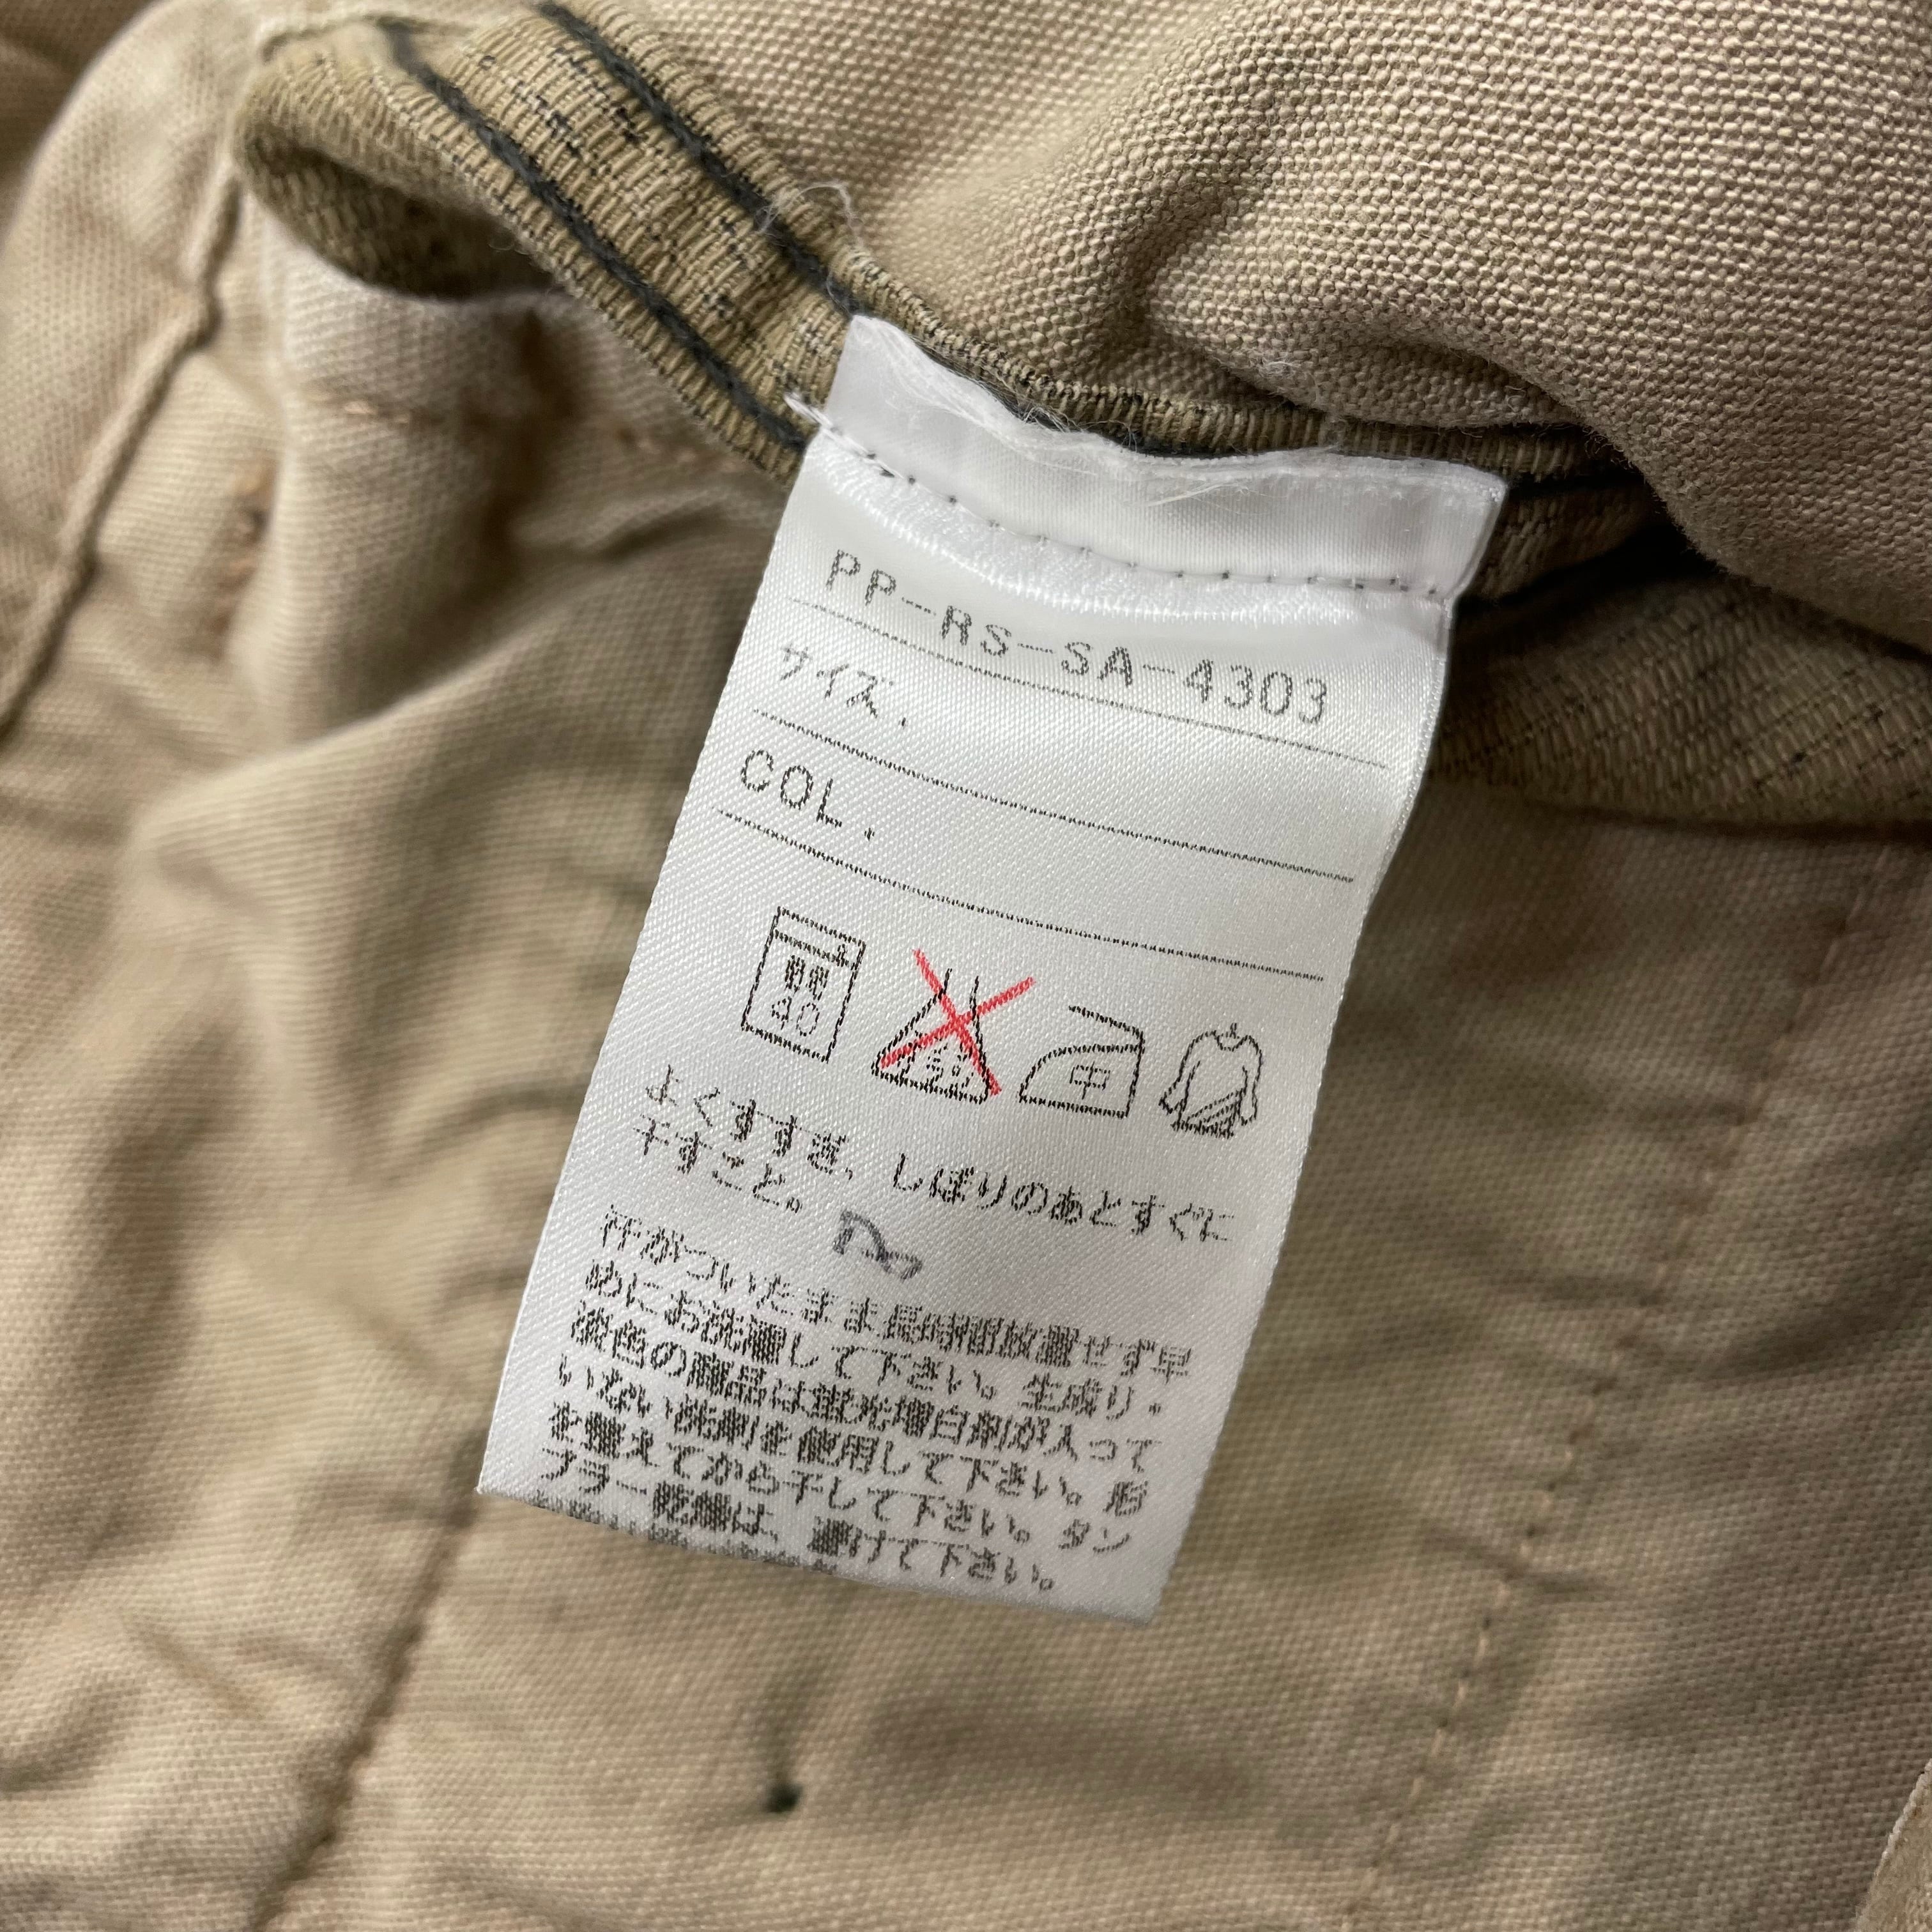 PP-RS-SA-4303
サイズ.
COL.
40
中
よくすすぎ、しぼりのあとすぐに
干すこと。
汗がついたまま長時間放置せず早
めにお洗濯して下さい。生成り・
淡色の商品は蛍光増白剤が入って
いない洗剤を使用して下さい。形
を整えてから干して下さい。タン
ブラー乾燥は、避けて下さい。